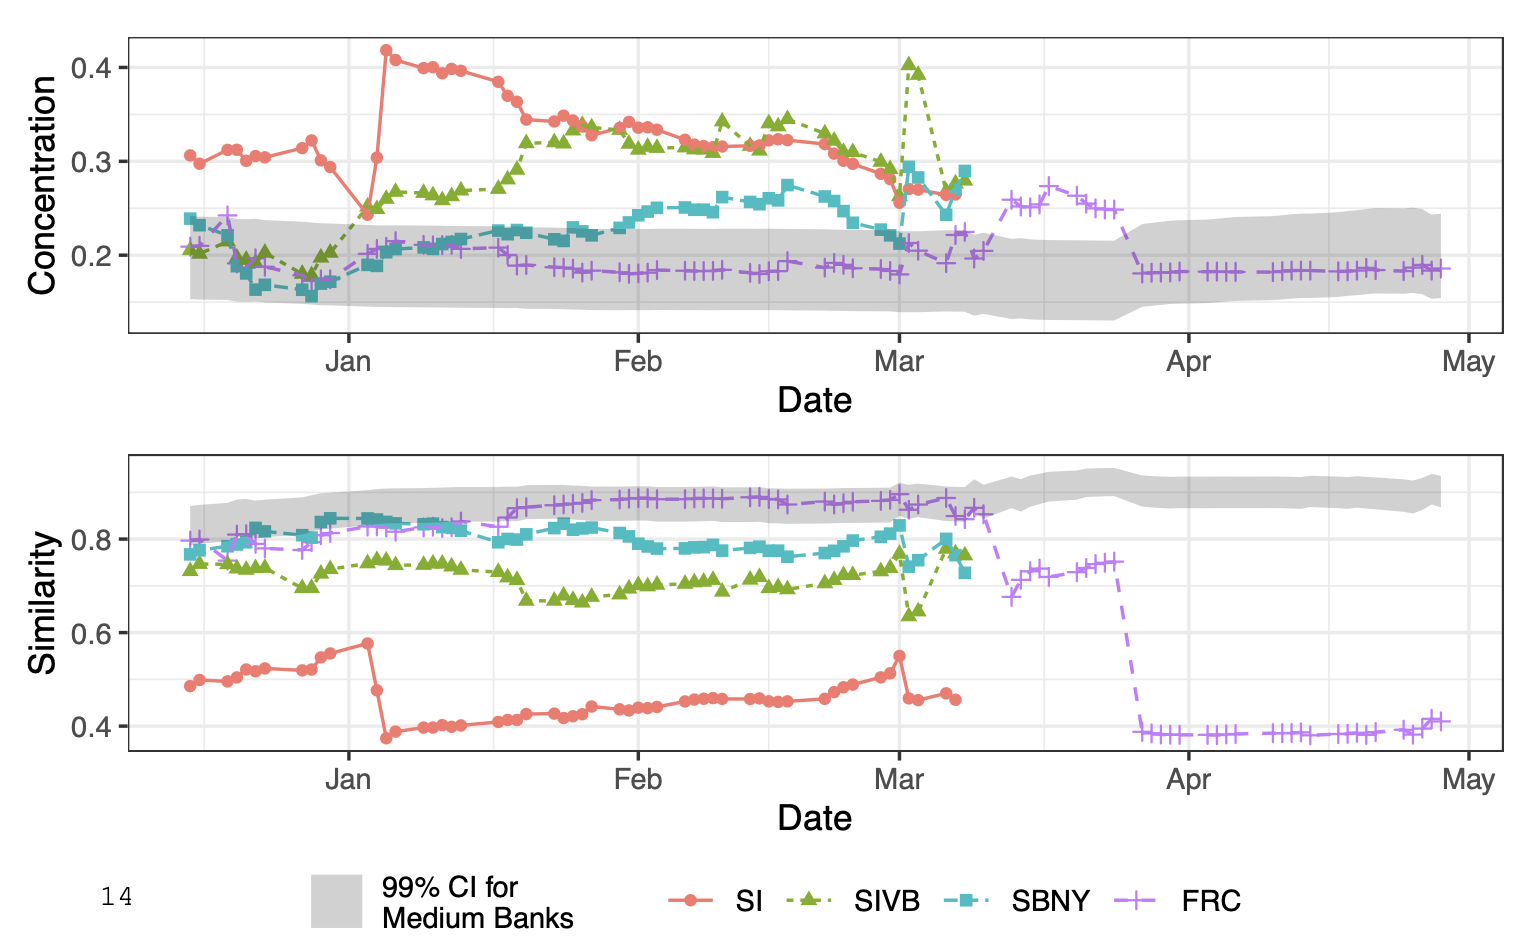 0.4
0.3
0.2
Concentration
Jan Feb Mar Apr May
Date
0.8
0.6
0.4
Similarity
Jan Feb Mar Apr May
Date
14
99% CI for
Medium Banks
SI SIVB SBNY FRC